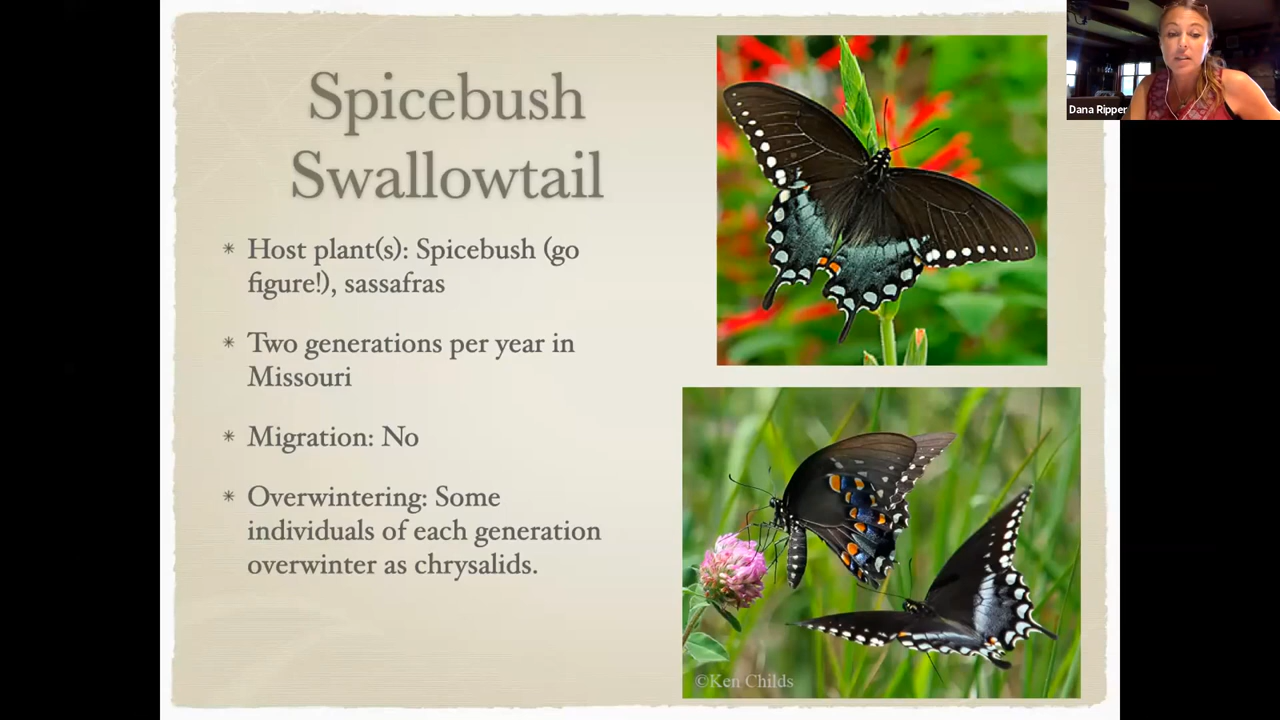 Spicebush
Swallowtail
* Host plant(s): Spicebush (go
figure!), sassafras
* Two generations per year in
Missouri
* Migration: No
* Overwintering: Some
individuals of each generation
overwinter as chrysalids.
©Ken Childs
Dana Ripper